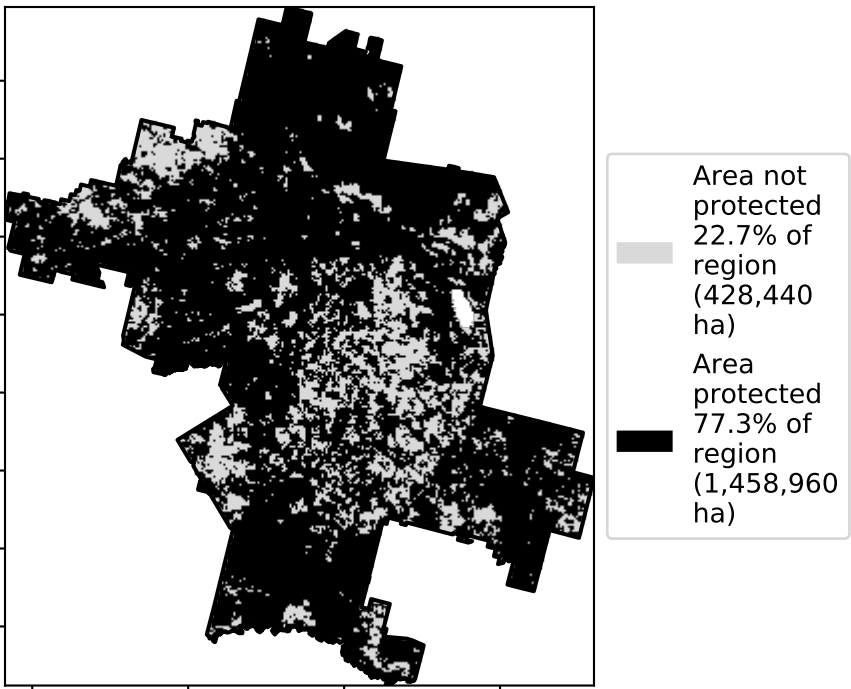 Area not
protected
22.7% of
region
(428,440
ha)
Area
protected
77.3% of
region
(1,458,960
ha)